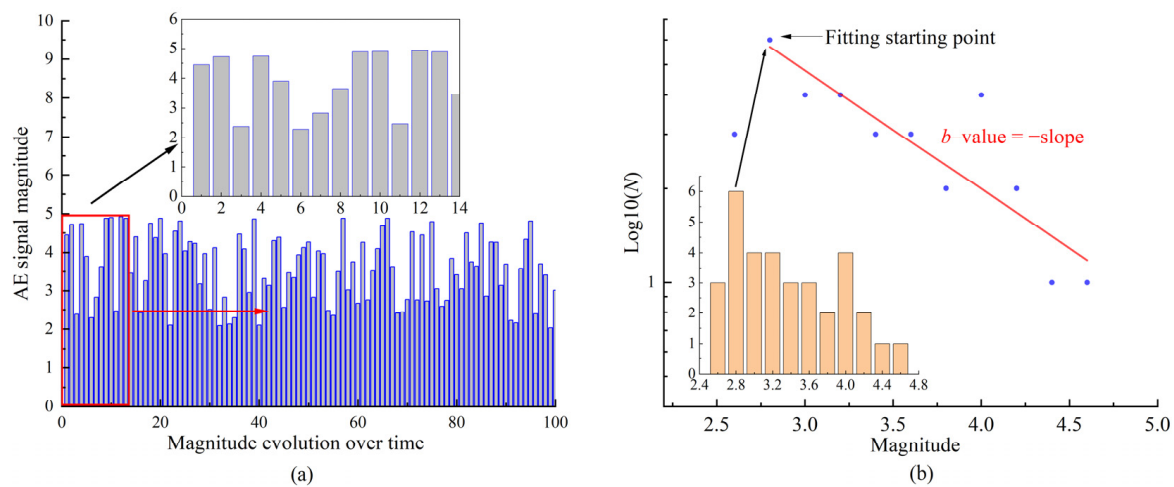 10
9
8
7
6
5
4
3
2
1
0
AE signal magnitude
6
5
4
3
2
1
0
0 2 4 6 8 10 12 14
0 20 40 60 80 100
Magnitude evolution over time
(a)
Log10(N)
1
Fitting starting point
b value = −slope
6
5
4
3
2
1
0
2.4 2.8 3.2 3.6 4.0 4.4 4.8
2.5 3.0 3.5 4.0 4.5 5.0
Magnitude
(b)